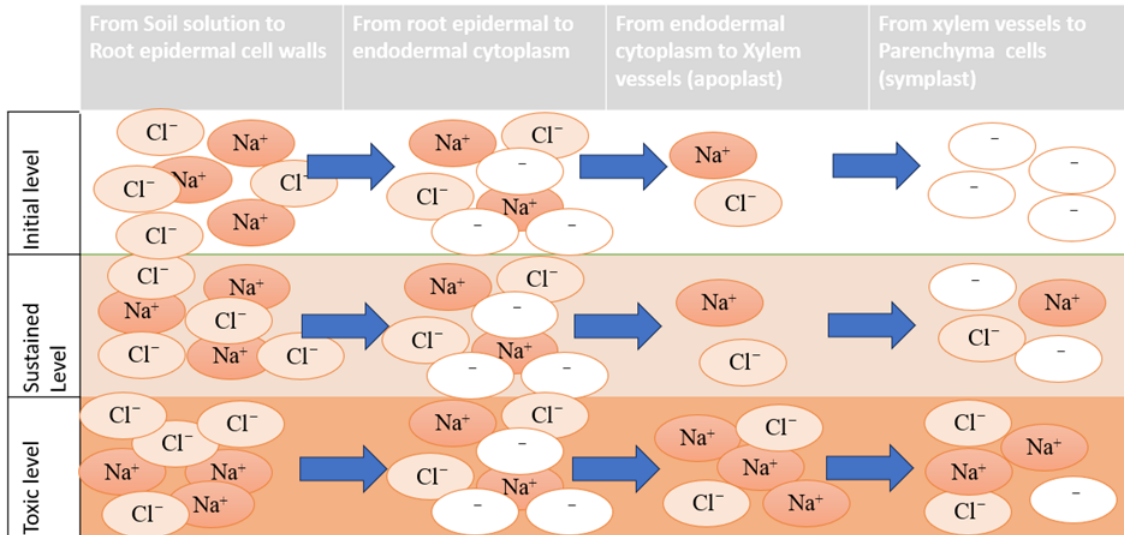 From Soil solution to
Root epidermal cell walls
From root epidermal to
endodermal cytoplasm
From endodermal
cytoplasm to Xylem
vessels (apoplast)
From xylem vessels to
Parenchyma cells
(symplast)
Initial level
Cl⁻
Na⁺
Cl⁻
Na⁺
Cl⁻
Na⁺
Cl⁻
Na⁺
Cl⁻
⁻
Cl⁻
Na⁺
⁻
⁻
Na⁺
Cl⁻
⁻
⁻
⁻
⁻
Sustained
Level
Cl⁻
Na⁺
Na⁺
Cl⁻
Cl⁻
Na⁺
Cl⁻
Na⁺
Cl⁻
⁻
Cl⁻
Na⁺
⁻
⁻
Na⁺
Cl⁻
⁻
Na⁺
Cl⁻
⁻
Toxic level
Cl⁻
Cl⁻
Cl⁻
Na⁺
Na⁺
Na⁺
Cl⁻
Na⁺
Cl⁻
⁻
Cl⁻
Na⁺
⁻
⁻
Na⁺
Cl⁻
Na⁺
Cl⁻
Na⁺
Cl⁻
Na⁺
Na⁺
⁻
Cl⁻